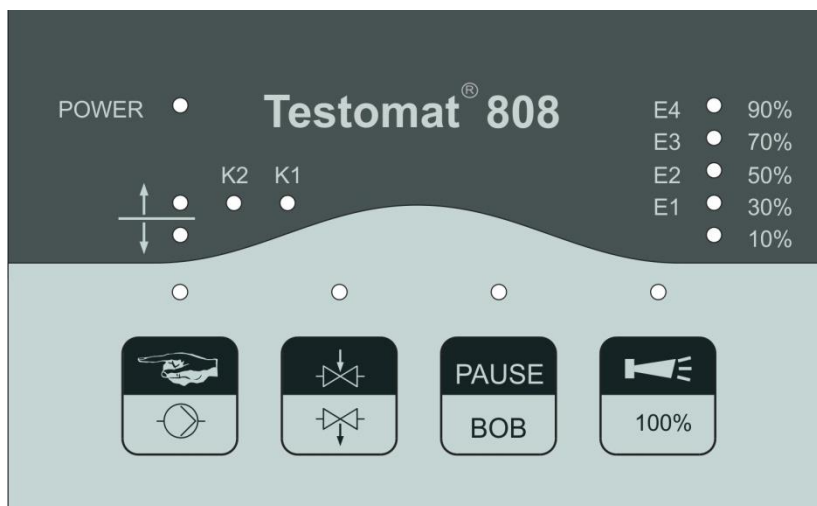 POWER
Testomat® 808
E4 90%
E3 70%
E2 50%
E1 30%
10%
K2 K1
PAUSE
BOB
100%